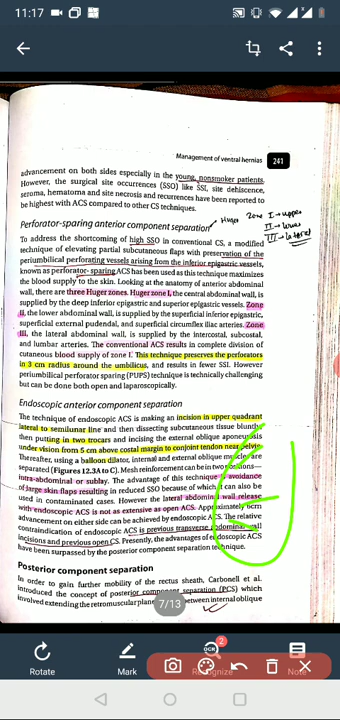 11:17
Management of ventral hernias
241
advancement on both sides especially in the young, nonsmoker patients.
However, the surgical site occurrences (SSO) like SSI, site dehiscence,
seroma, hematoma and site necrosis and recurrences have been reported to
be highest with ACS compared to other CS techniques.
Huger Zone I → upper
II → lower
III → lateral
Perforator-sparing anterior component separation
To address the shortcoming of high SSO in conventional CS, a modified
technique of elevating partial subcutaneous flaps with preservation of the
periumbilical perforating vessels arising from the inferior epigastric vessels,
known as perforator- sparing ACS has been used as this technique maximizes
the blood supply to the skin. Looking at the anatomy of anterior abdominal
wall, there are three Huger zones. Huger zone I, the central abdominal wall, is
supplied by the deep inferior epigastric and superior epigastric vessels. Zone
II, the lower abdominal wall, is supplied by the superficial inferior epigastric,
superficial external pudendal, and superficial circumflex iliac arteries. Zone
III, the lateral abdominal wall, is supplied by the intercostal, subcostal,
and lumbar arteries. The conventional ACS results in complete division of
cutaneous blood supply of zone I. This technique preserves the perforators
in 3 cm radius around the umbilicus, and results in fewer SSI. However
periumbilical perforator sparing (PUPS) technique is technically challenging
but can be done both open and laparoscopically.
Endoscopic anterior component separation
The technique of endoscopic ACS is making an incision in upper quadrant
lateral to semilunar line and then dissecting subcutaneous tissue bluntly
then putting in two trocars and incising the external oblique aponeurosis
under vision from 5 cm above costal margin to conjoint tendon near pelvis.
Thereafter, using a balloon dilator, internal and external oblique muscles are
separated (Figures 12.3A to C). Mesh reinforcement can be in two positions—
intra-abdominal or sublay. The advantage of this technique is avoidance
of large skin flaps resulting in reduced SSO because of which it can also be
used in contaminated cases. However the lateral abdominal wall release
with endoscopic ACS is not as extensive as open ACS. Approximately 6cm
advancement on either side can be achieved by endoscopic ACS. The relative
contraindication of endoscopic ACS is previous transverse abdominal wall
incisions and previous open CS. Presently, the advantages of endoscopic ACS
have been surpassed by the posterior component separation technique.
Posterior component separation
In order to gain further mobility of the rectus sheath, Carbonell et al.
introduced the concept of posterior component separation (PCS) which
involved extending the retromuscular plane between internal oblique
7/13
Rotate
Mark
OCR
2
Recognize
Note